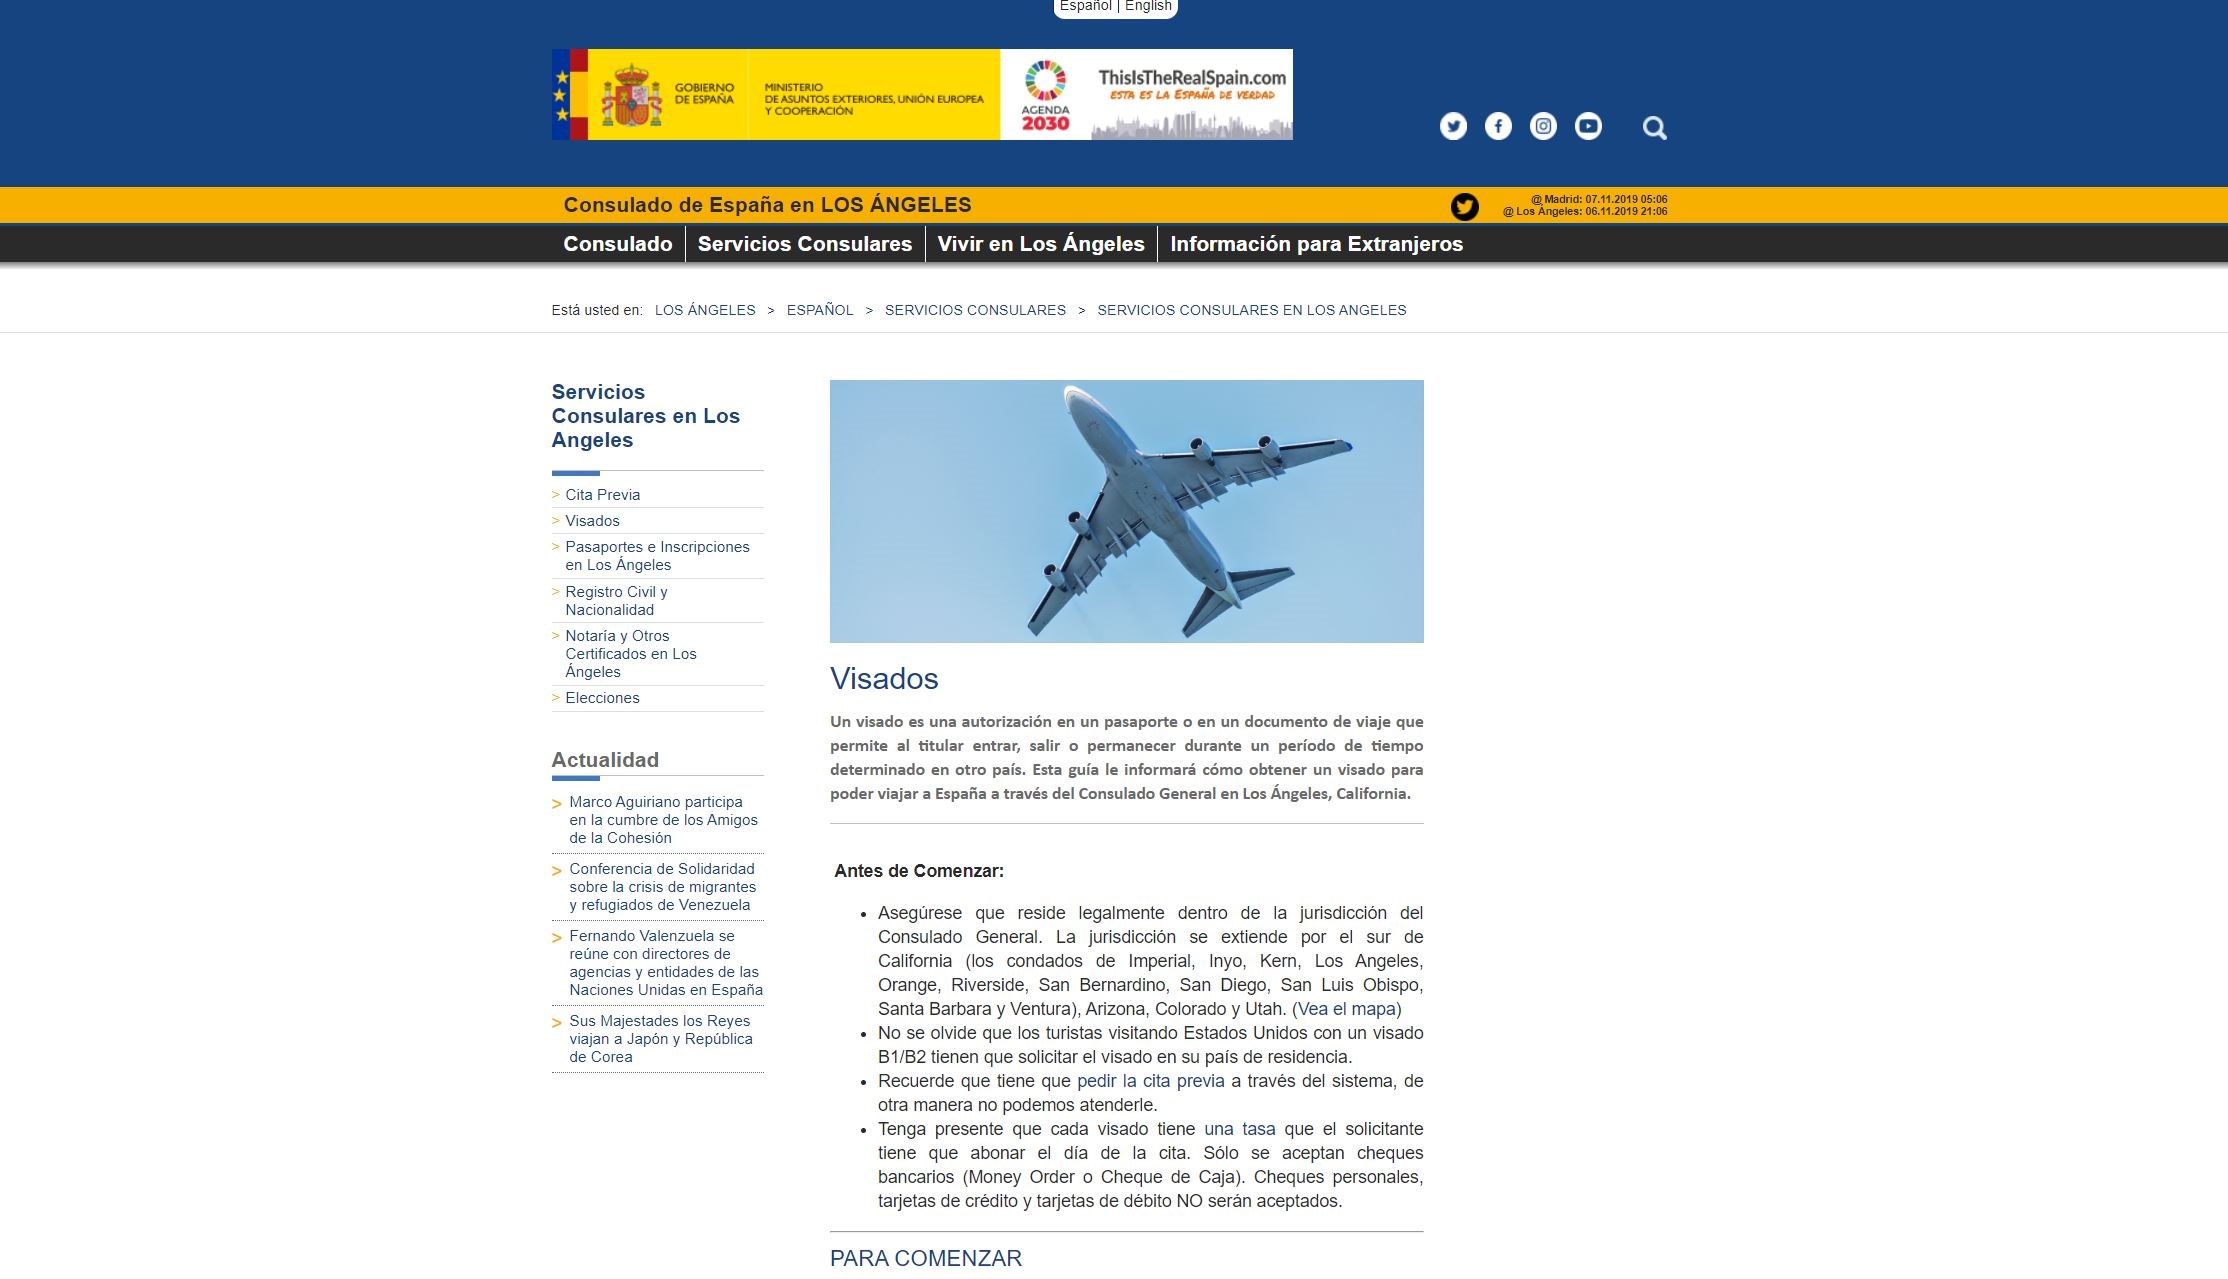 Español | English
GOBIERNO
DE ESPAÑA
MINISTERIO
DE ASUNTOS EXTERIORES, UNIÓN EUROPEA
Y COOPERACIÓN
AGENDA
2030
ThisIsTheRealSpain.com
ESTA ES LA ESPAÑA DE VERDAD
Consulado de España en LOS ÁNGELES
@ Madrid: 07.11.2019 05:06
@ Los Ángeles: 06.11.2019 21:06
Consulado
Servicios Consulares
Vivir en Los Ángeles
Información para Extranjeros
Está usted en: LOS ÁNGELES > ESPAÑOL > SERVICIOS CONSULARES > SERVICIOS CONSULARES EN LOS ANGELES
Servicios
Consulares en Los
Angeles
> Cita Previa
> Visados
> Pasaportes e Inscripciones
en Los Ángeles
> Registro Civil y
Nacionalidad
> Notaría y Otros
Certificados en Los
Ángeles
> Elecciones
Actualidad
> Marco Aguiriano participa
en la cumbre de los Amigos
de la Cohesión
> Conferencia de Solidaridad
sobre la crisis de migrantes
y refugiados de Venezuela
> Fernando Valenzuela se
reúne con directores de
agencias y entidades de las
Naciones Unidas en España
> Sus Majestades los Reyes
viajan a Japón y República
de Corea
Visados
Un visado es una autorización en un pasaporte o en un documento de viaje que
permite al titular entrar, salir o permanecer durante un período de tiempo
determinado en otro país. Esta guía le informará cómo obtener un visado para
poder viajar a España a través del Consulado General en Los Ángeles, California.
Antes de Comenzar:
• Asegúrese que reside legalmente dentro de la jurisdicción del
Consulado General. La jurisdicción se extiende por el sur de
California (los condados de Imperial, Inyo, Kern, Los Angeles,
Orange, Riverside, San Bernardino, San Diego, San Luis Obispo,
Santa Barbara y Ventura), Arizona, Colorado y Utah. (Vea el mapa)
• No se olvide que los turistas visitando Estados Unidos con un visado
B1/B2 tienen que solicitar el visado en su país de residencia.
• Recuerde que tiene que pedir la cita previa a través del sistema, de
otra manera no podemos atenderle.
• Tenga presente que cada visado tiene una tasa que el solicitante
tiene que abonar el día de la cita. Sólo se aceptan cheques
bancarios (Money Order o Cheque de Caja). Cheques personales,
tarjetas de crédito y tarjetas de débito NO serán aceptados.
PARA COMENZAR